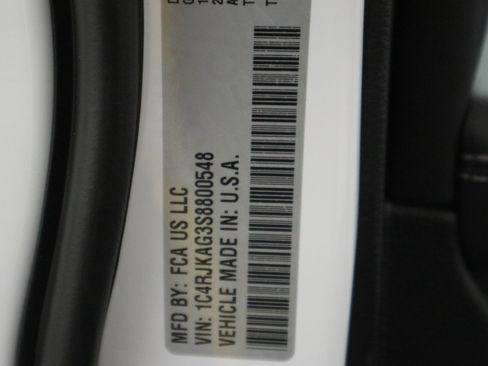 MFD BY: FCA US LLC
VIN: 1C4RJKAG3S8800548
VEHICLE MADE IN: U.S.A.